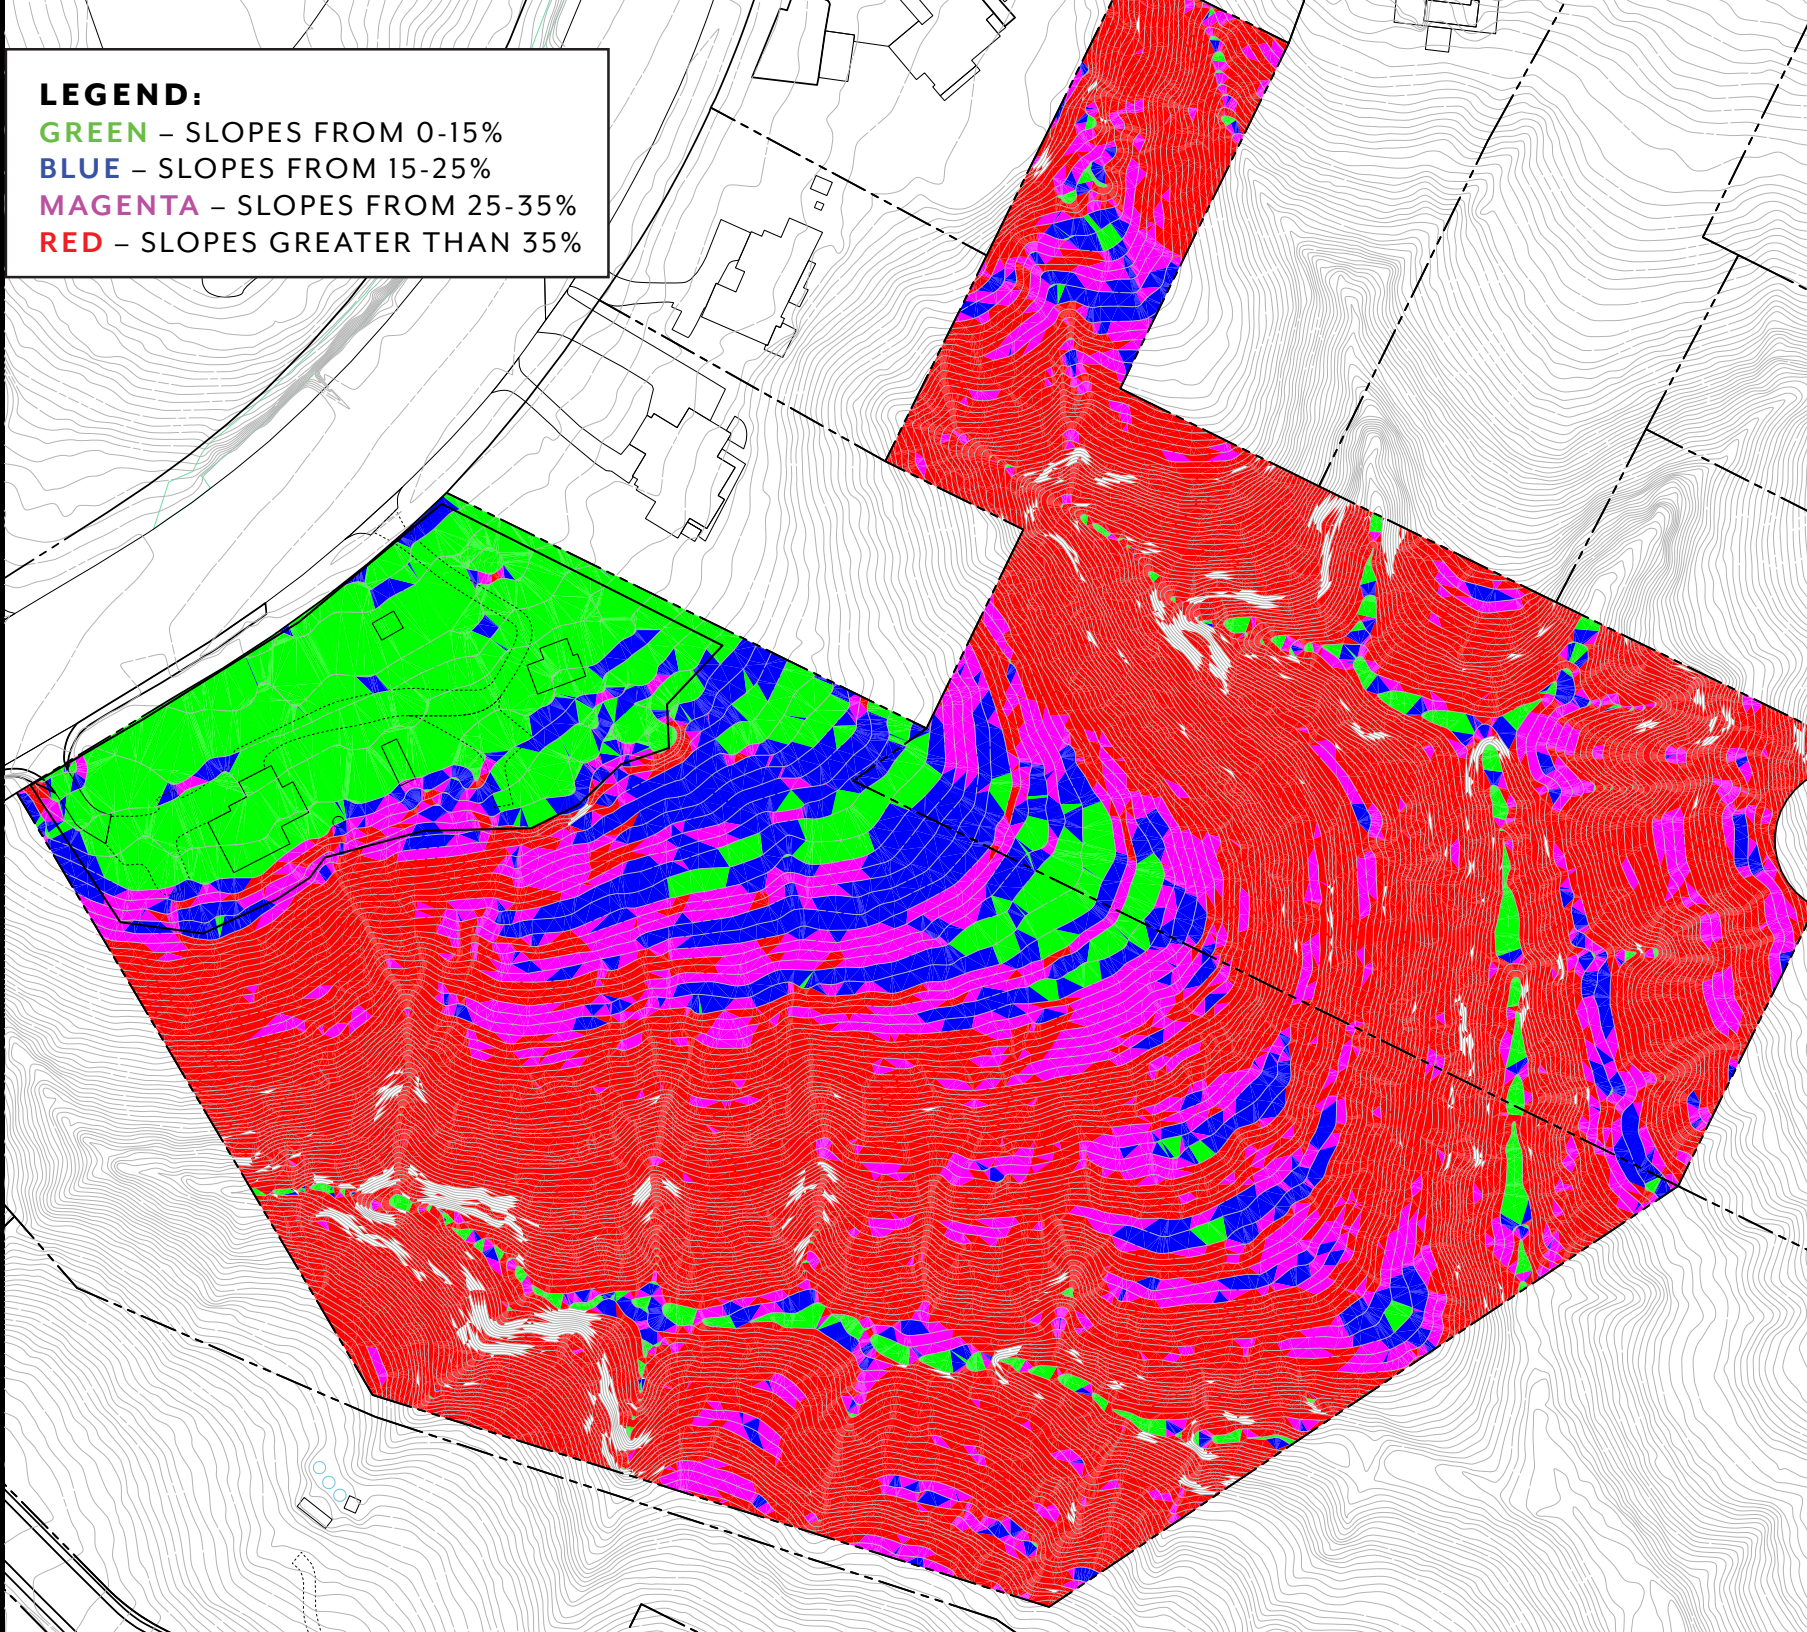 LEGEND:
GREEN – SLOPES FROM 0-15%
BLUE – SLOPES FROM 15-25%
MAGENTA – SLOPES FROM 25-35%
RED – SLOPES GREATER THAN 35%